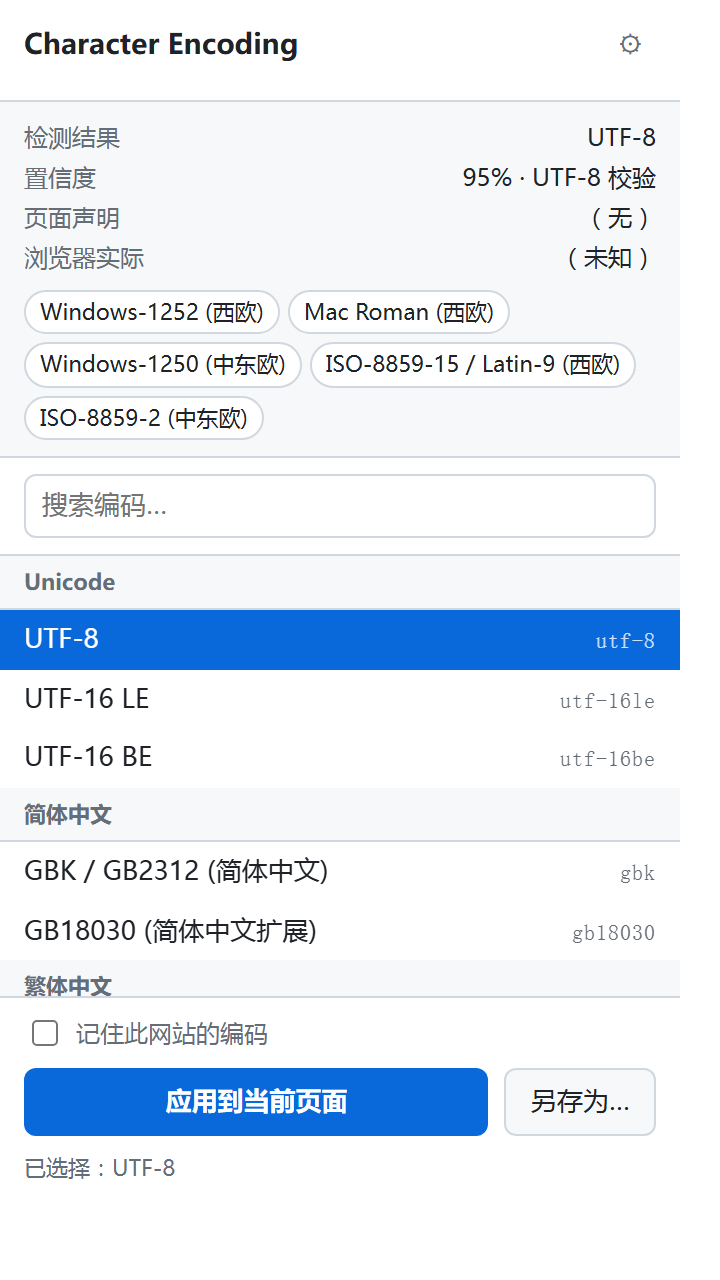 Character Encoding
检测结果 UTF-8
置信度 95% · UTF-8 校验
页面声明 （无）
浏览器实际 （未知）
Windows-1252 (西欧) Mac Roman (西欧)
Windows-1250 (中东欧) ISO-8859-15 / Latin-9 (西欧)
ISO-8859-2 (中东欧)
搜索编码...
Unicode
UTF-8 utf-8
UTF-16 LE utf-16le
UTF-16 BE utf-16be
简体中文
GBK / GB2312 (简体中文) gbk
GB18030 (简体中文扩展) gb18030
繁体中文
记住此网站的编码
应用到当前页面 另存为...
已选择：UTF-8